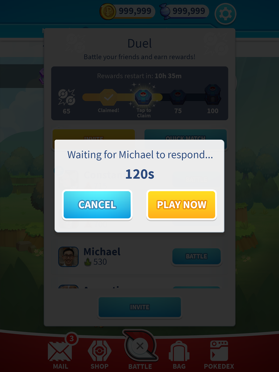 999,999 999,999
Duel
Battle your friends and earn rewards!
Rewards restart in: 20h 35m
65 Claimed! Tap to Claim 75 100
Waiting for Michael to respond...
120s
CANCEL PLAY NOW
Michael
530
BATTLE
INVITE
3
MAIL SHOP BATTLE BAG POKEDEX